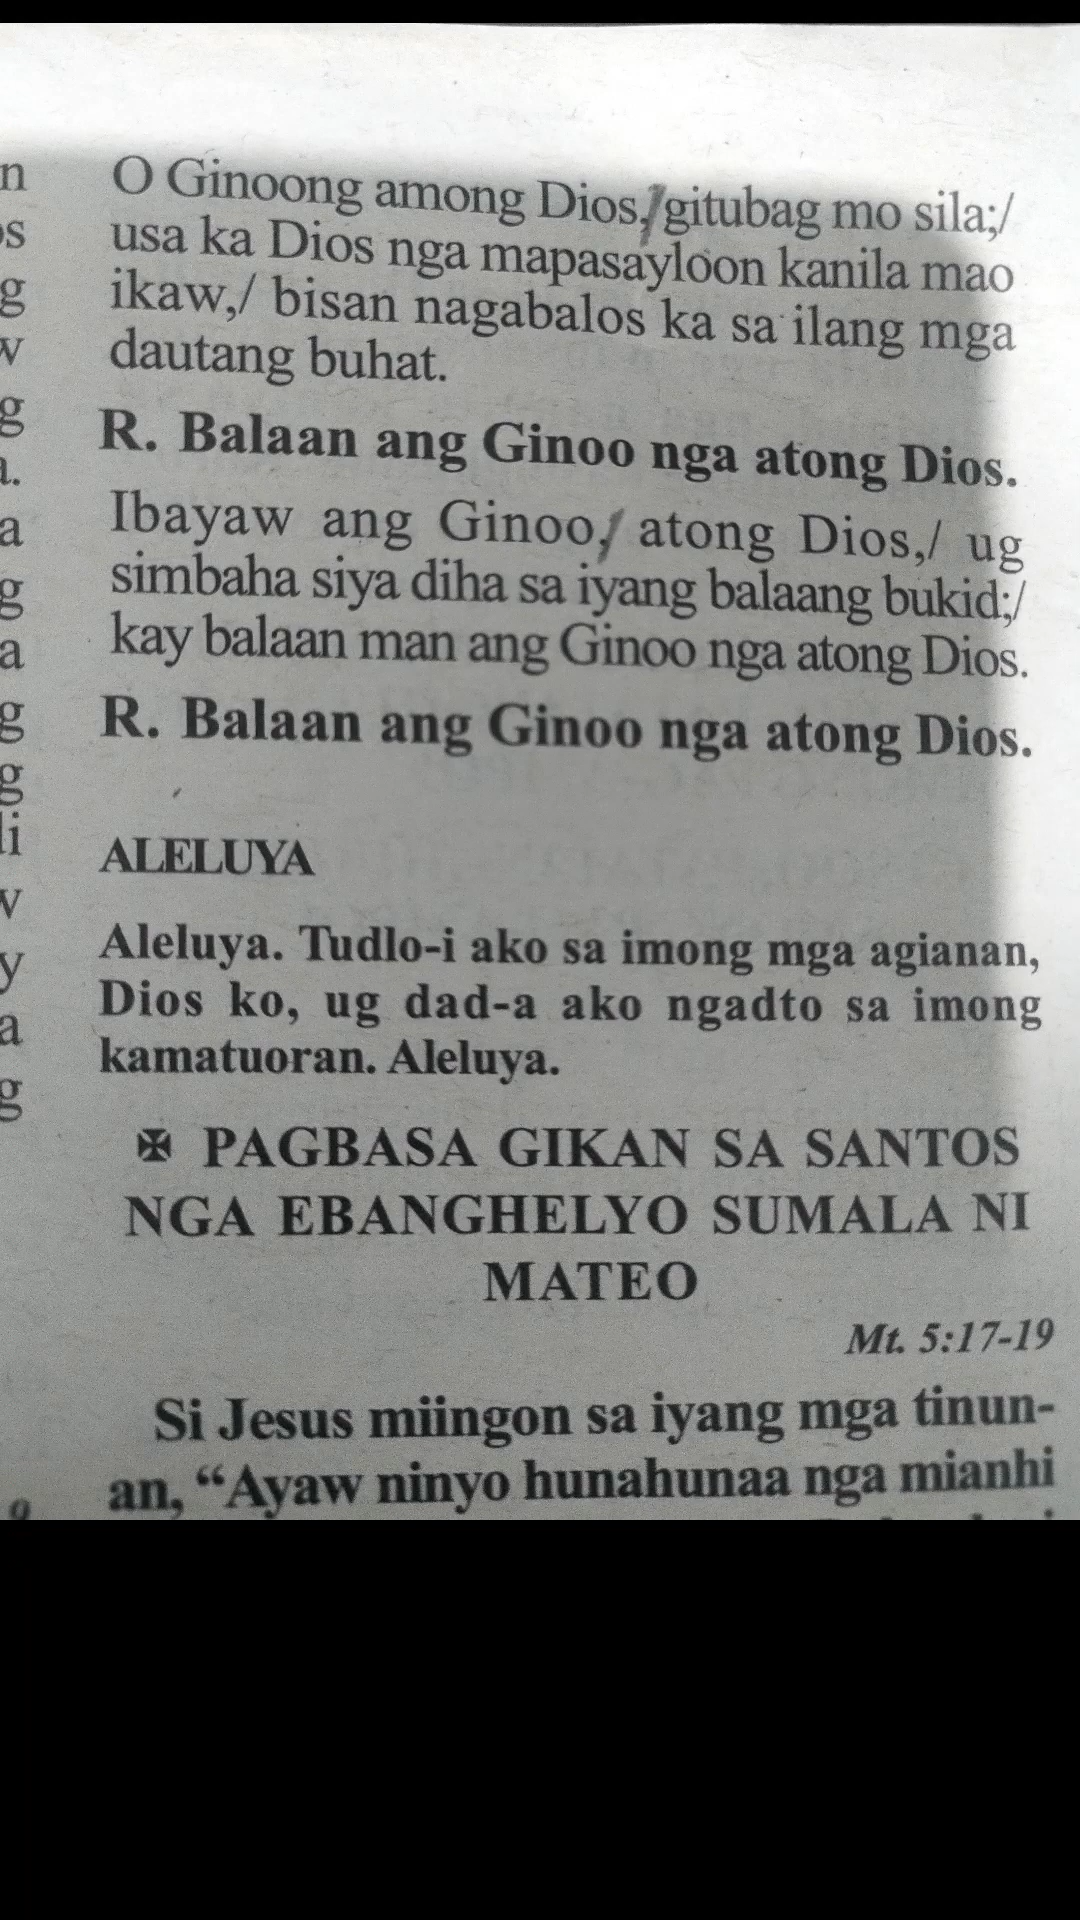 O Ginoong among Dios,/gitubag mo sila;/
usa ka Dios nga mapasayloon kanila mao
ikaw,/ bisan nagabalos ka sa ilang mga
dautang buhat.
R. Balaan ang Ginoo nga atong Dios.
Ibayaw ang Ginoo,/ atong Dios,/ ug
simbaha siya diha sa iyang balaang bukid;/
kay balaan man ang Ginoo nga atong Dios.
R. Balaan ang Ginoo nga atong Dios.
ALELUYA
Aleluya. Tudlo-i ako sa imong mga agianan,
Dios ko, ug dad-a ako ngadto sa imong
kamatuoran. Aleluya.
✠ PAGBASA GIKAN SA SANTOS
NGA EBANGHELYO SUMALA NI
MATEO
Mt. 5:17-19
Si Jesus miingon sa iyang mga tinun-
an, “Ayaw ninyo hunahunaa nga mianhi